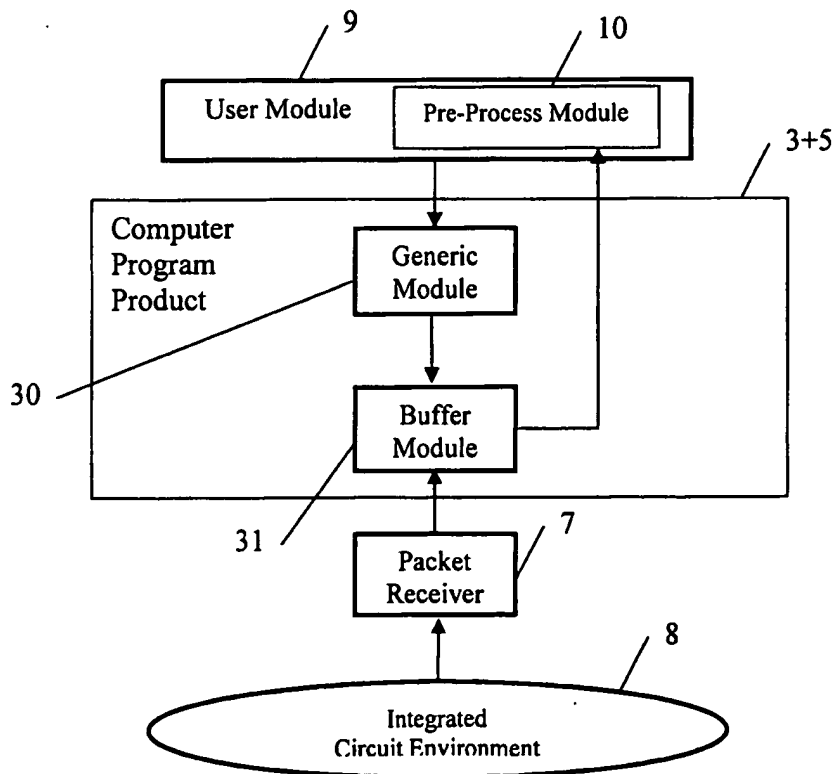 9
10
User Module
Pre-Process Module
3+5
Computer
Program
Product
Generic
Module
30
Buffer
Module
31
7
Packet
Receiver
8
Integrated
Circuit Environment